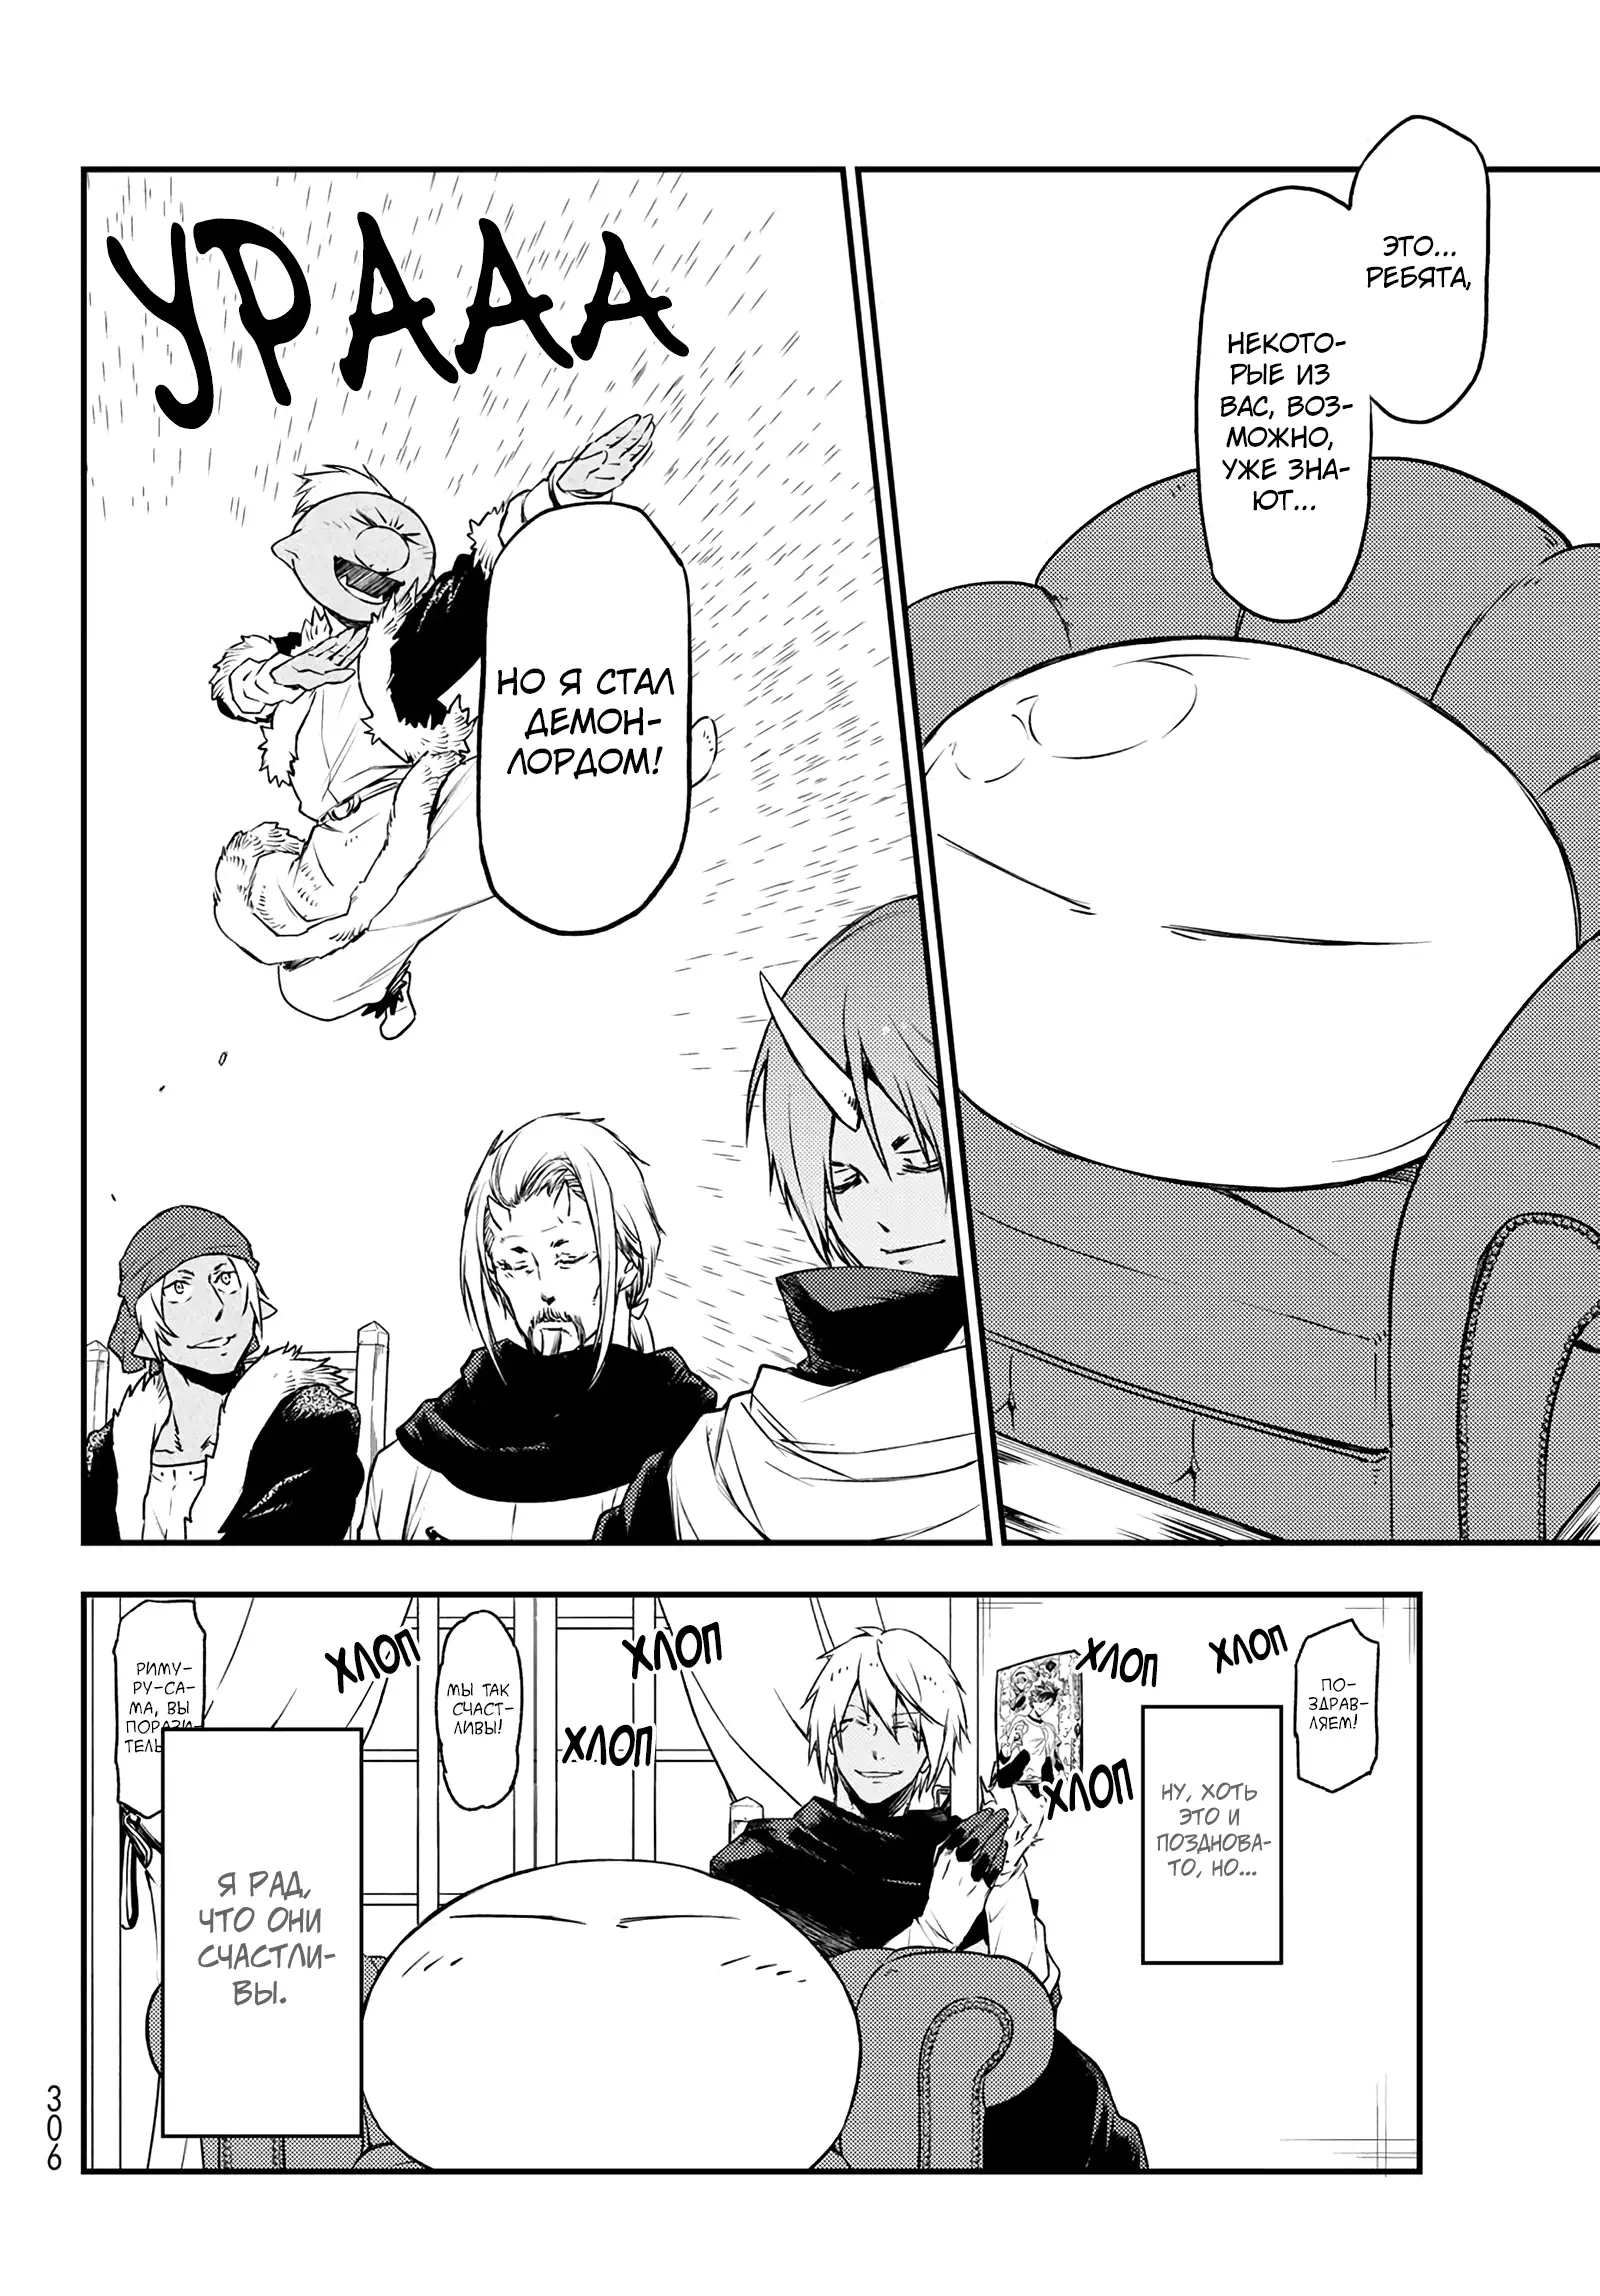 ЭТО...
РЕБЯТА,
НЕКОТО-
РЫЕ ИЗ
ВАС, ВОЗ-
МОЖНО,
УЖЕ ЗНА-
ЮТ...
УРААА
НО Я СТАЛ
ДЕМОН-
ЛОРДОМ!
ПО-
ЗДРАВ-
ЛЯЕМ!
ХЛОП
ХЛОП
ХЛОП
НУ, ХОТЬ
ЭТО И
ПОЗДНОВА-
ТО, НО...
ХЛОП
ХЛОП
МЫ ТАК
СЧАСТ-
ЛИВЫ!
ХЛОП
РИМУ-
РУ-СА-
МА, ВЫ
ПОРАЗИ-
ТЕЛЬ
Я РАД,
ЧТО ОНИ
СЧАСТЛИ-
ВЫ.
306